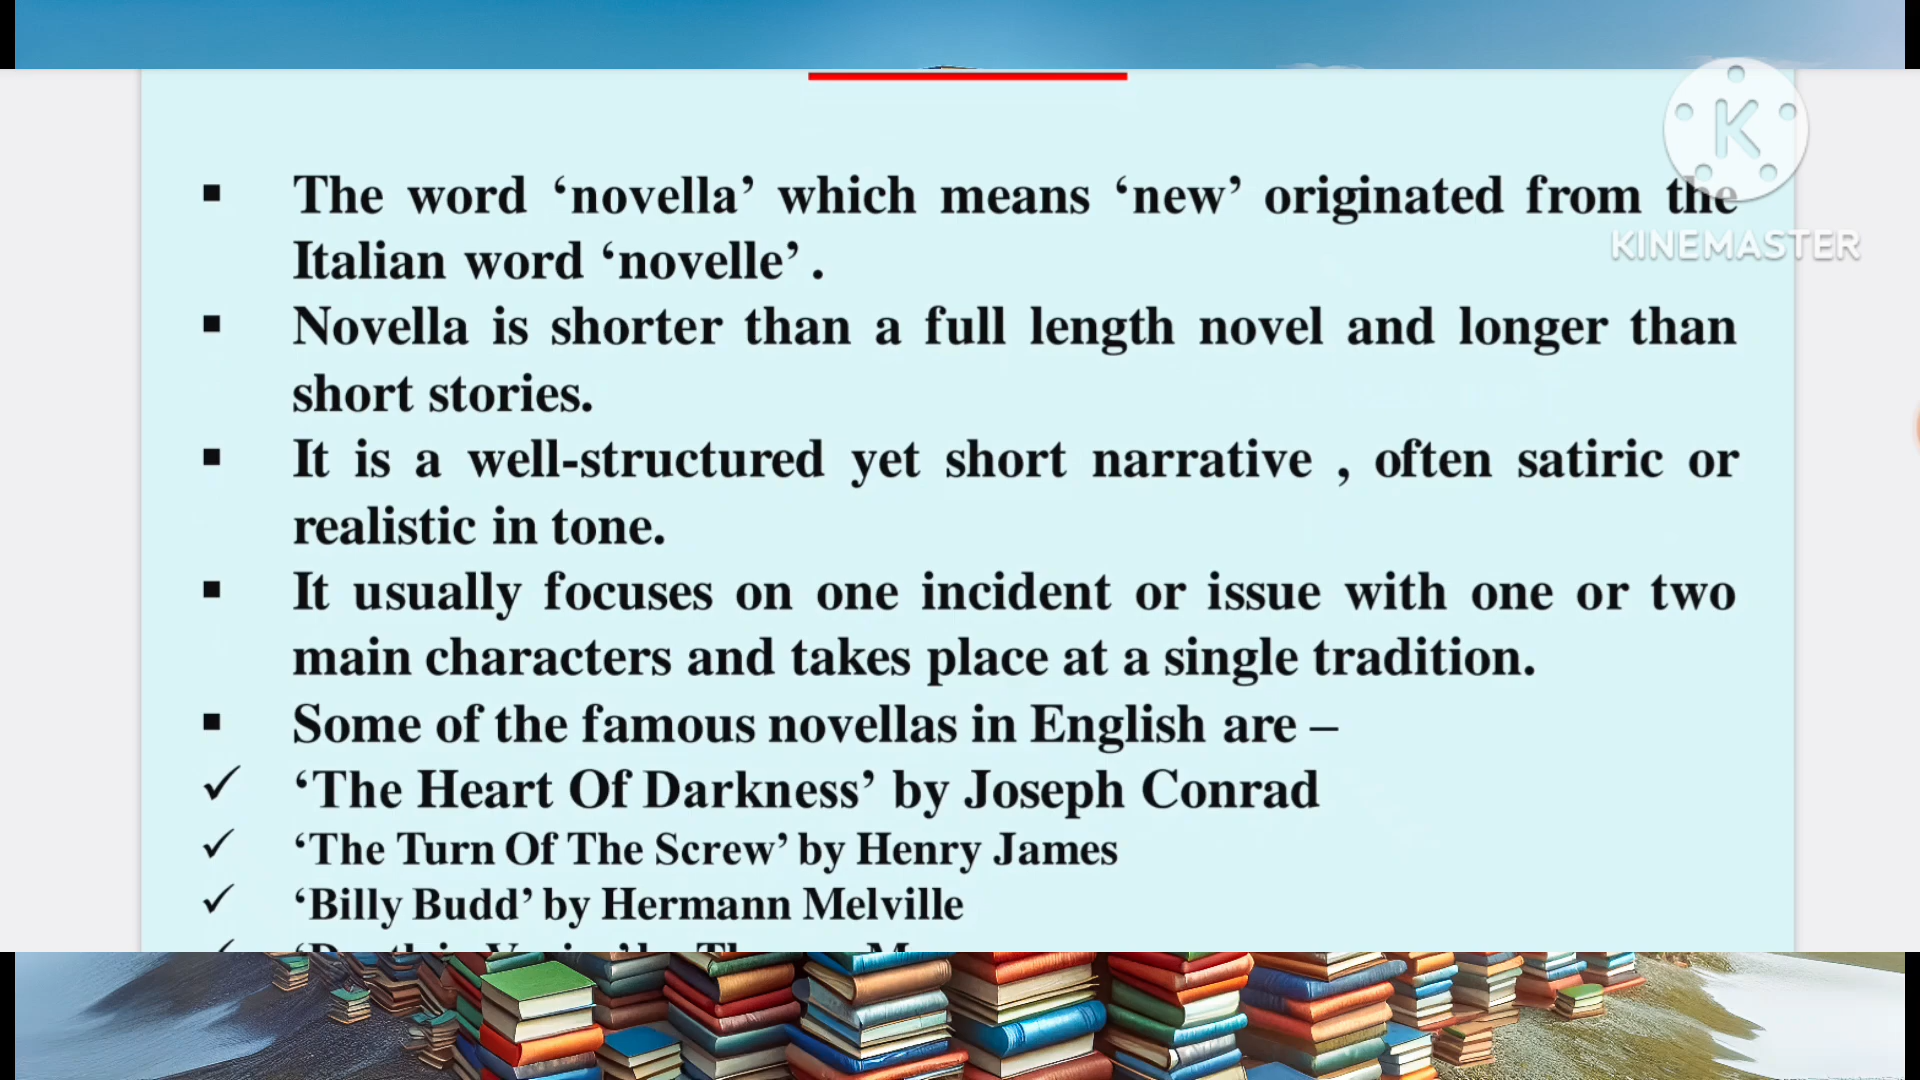 ▪ The word ‘novella’ which means ‘new’ originated from the
Italian word ‘novelle’ .
▪ Novella is shorter than a full length novel and longer than
short stories.
▪ It is a well-structured yet short narrative , often satiric or
realistic in tone.
▪ It usually focuses on one incident or issue with one or two
main characters and takes place at a single tradition.
▪ Some of the famous novellas in English are –
✓ ‘The Heart Of Darkness’ by Joseph Conrad
✓ ‘The Turn Of The Screw’ by Henry James
✓ ‘Billy Budd’ by Hermann Melville
K
KINEMASTER